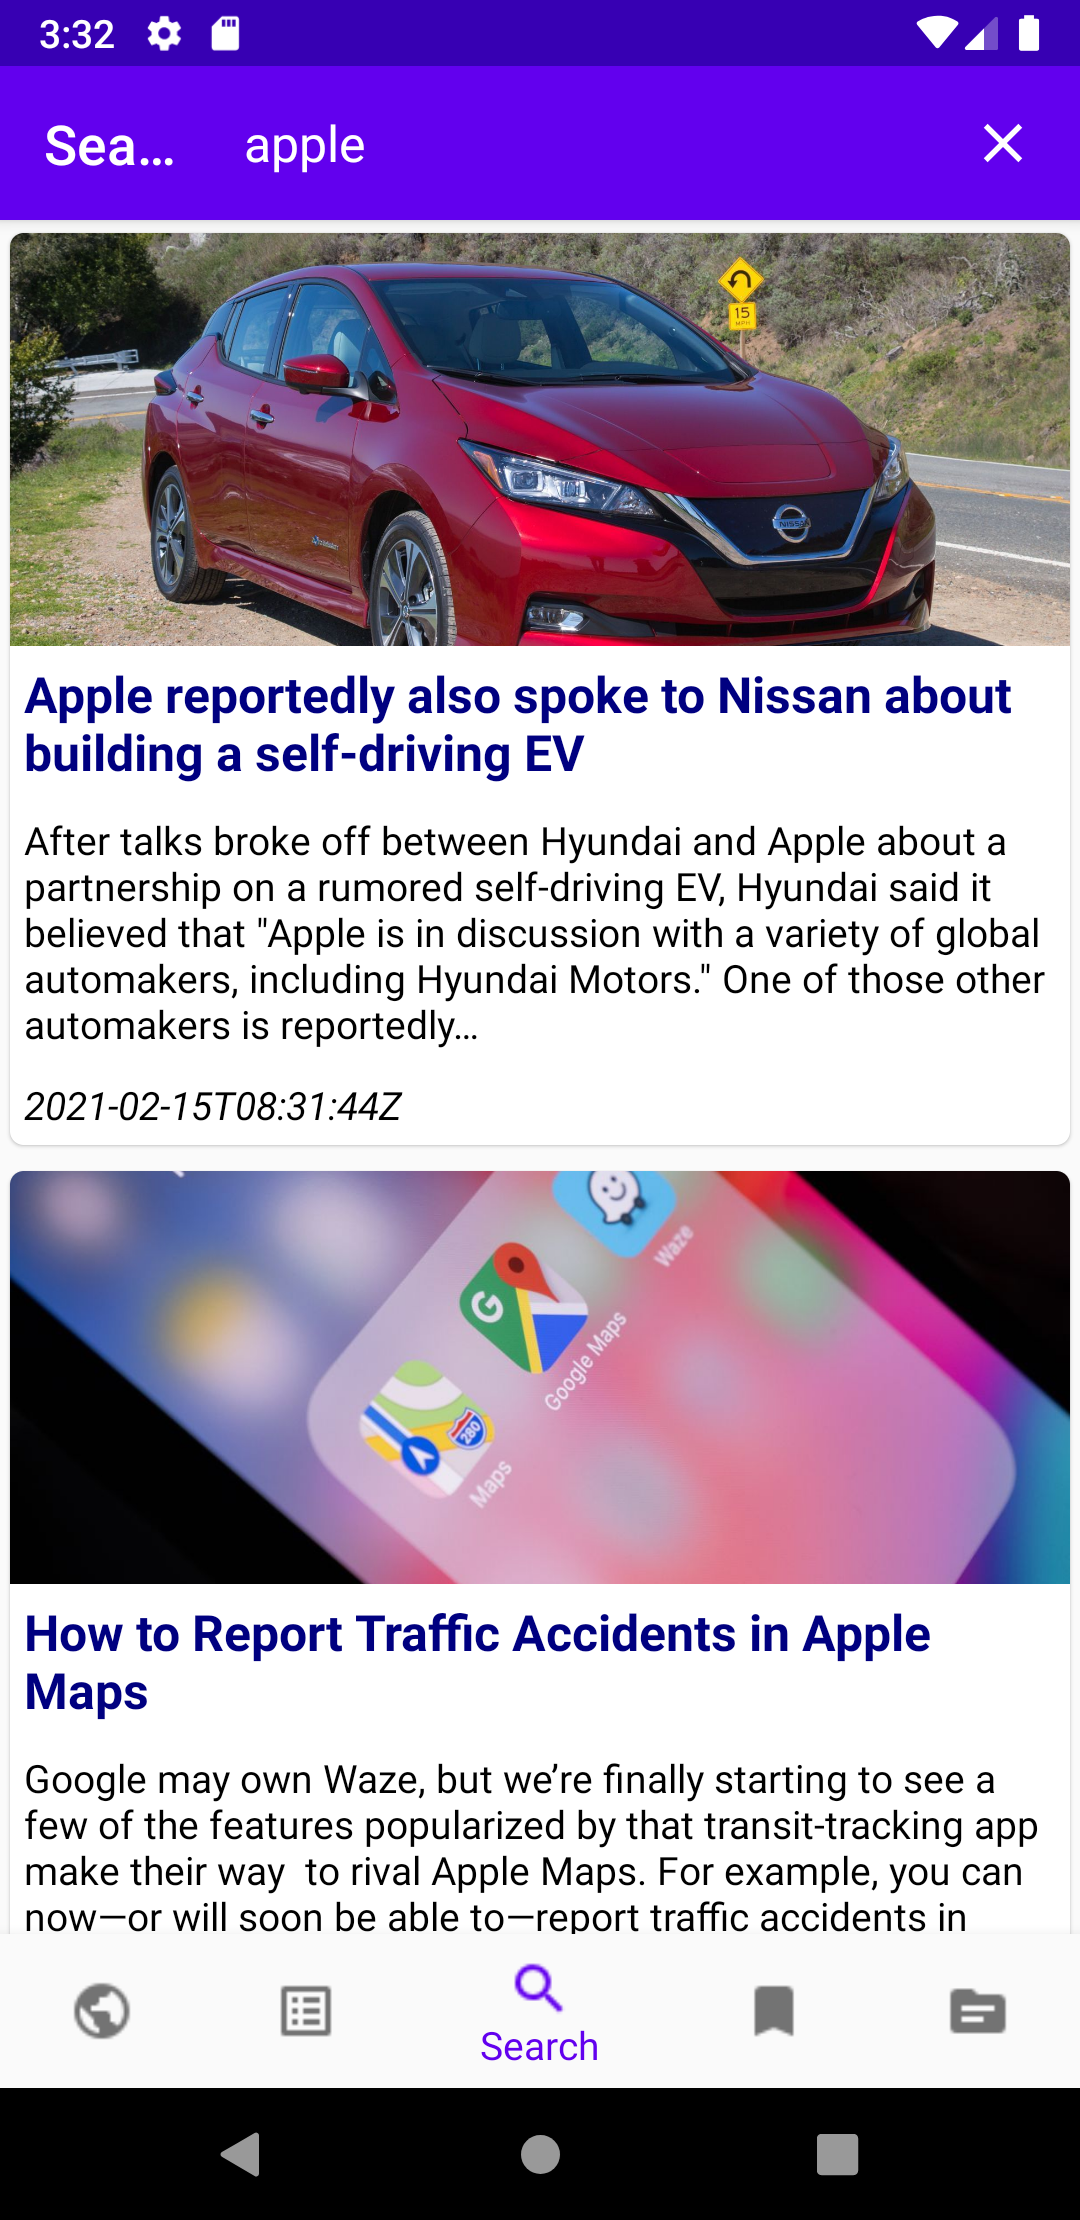 3:32
Sea... apple
15
MPH
NISSAN
Apple reportedly also spoke to Nissan about
building a self-driving EV
After talks broke off between Hyundai and Apple about a
partnership on a rumored self-driving EV, Hyundai said it
believed that "Apple is in discussion with a variety of global
automakers, including Hyundai Motors." One of those other
automakers is reportedly…
2021-02-15T08:31:44Z
Waze
G
Google Maps
280
Maps
How to Report Traffic Accidents in Apple
Maps
Google may own Waze, but we’re finally starting to see a
few of the features popularized by that transit-tracking app
make their way  to rival Apple Maps. For example, you can
now—or will soon be able to—report traffic accidents in
Search